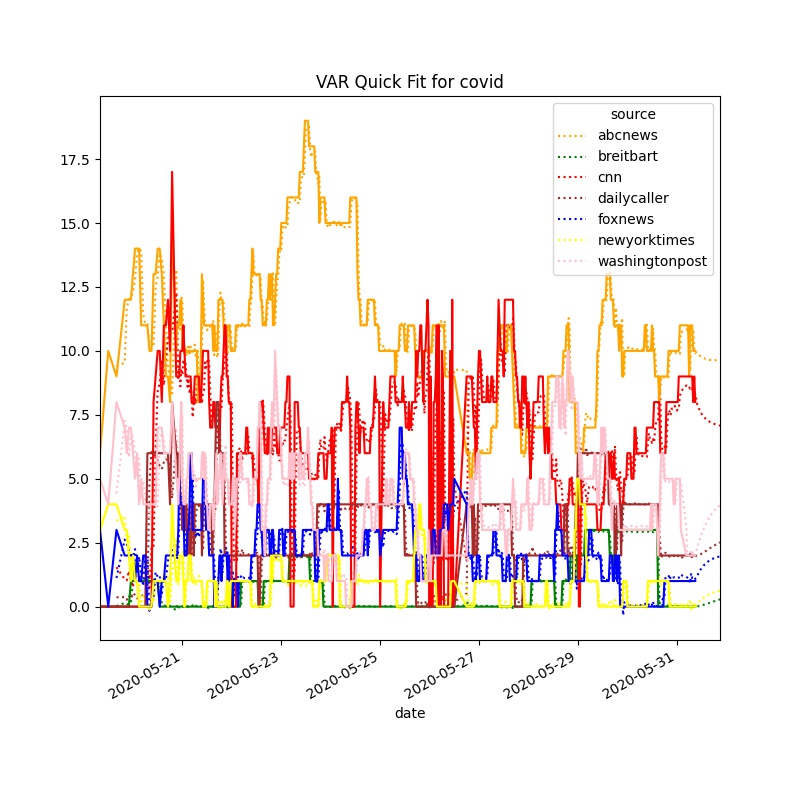 VAR Quick Fit for covid
source
abcnews
breitbart
cnn
dailycaller
foxnews
newyorktimes
washingtonpost
17.5
15.0
12.5
10.0
7.5
5.0
2.5
0.0
2020-05-21
2020-05-23
2020-05-25
2020-05-27
2020-05-29
2020-05-31
date